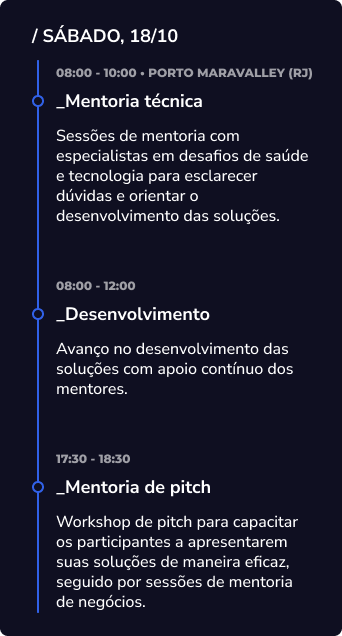 / SÁBADO, 18/10
08:00 - 10:00 • PORTO MARAVALLEY (RJ)
_Mentoria técnica
Sessões de mentoria com
especialistas em desafios de saúde
e tecnologia para esclarecer
dúvidas e orientar o
desenvolvimento das soluções.
08:00 - 12:00
_Desenvolvimento
Avanço no desenvolvimento das
soluções com apoio contínuo dos
mentores.
17:30 - 18:30
_Mentoria de pitch
Workshop de pitch para capacitar
os participantes a apresentarem
suas soluções de maneira eficaz,
seguido por sessões de mentoria
de negócios.